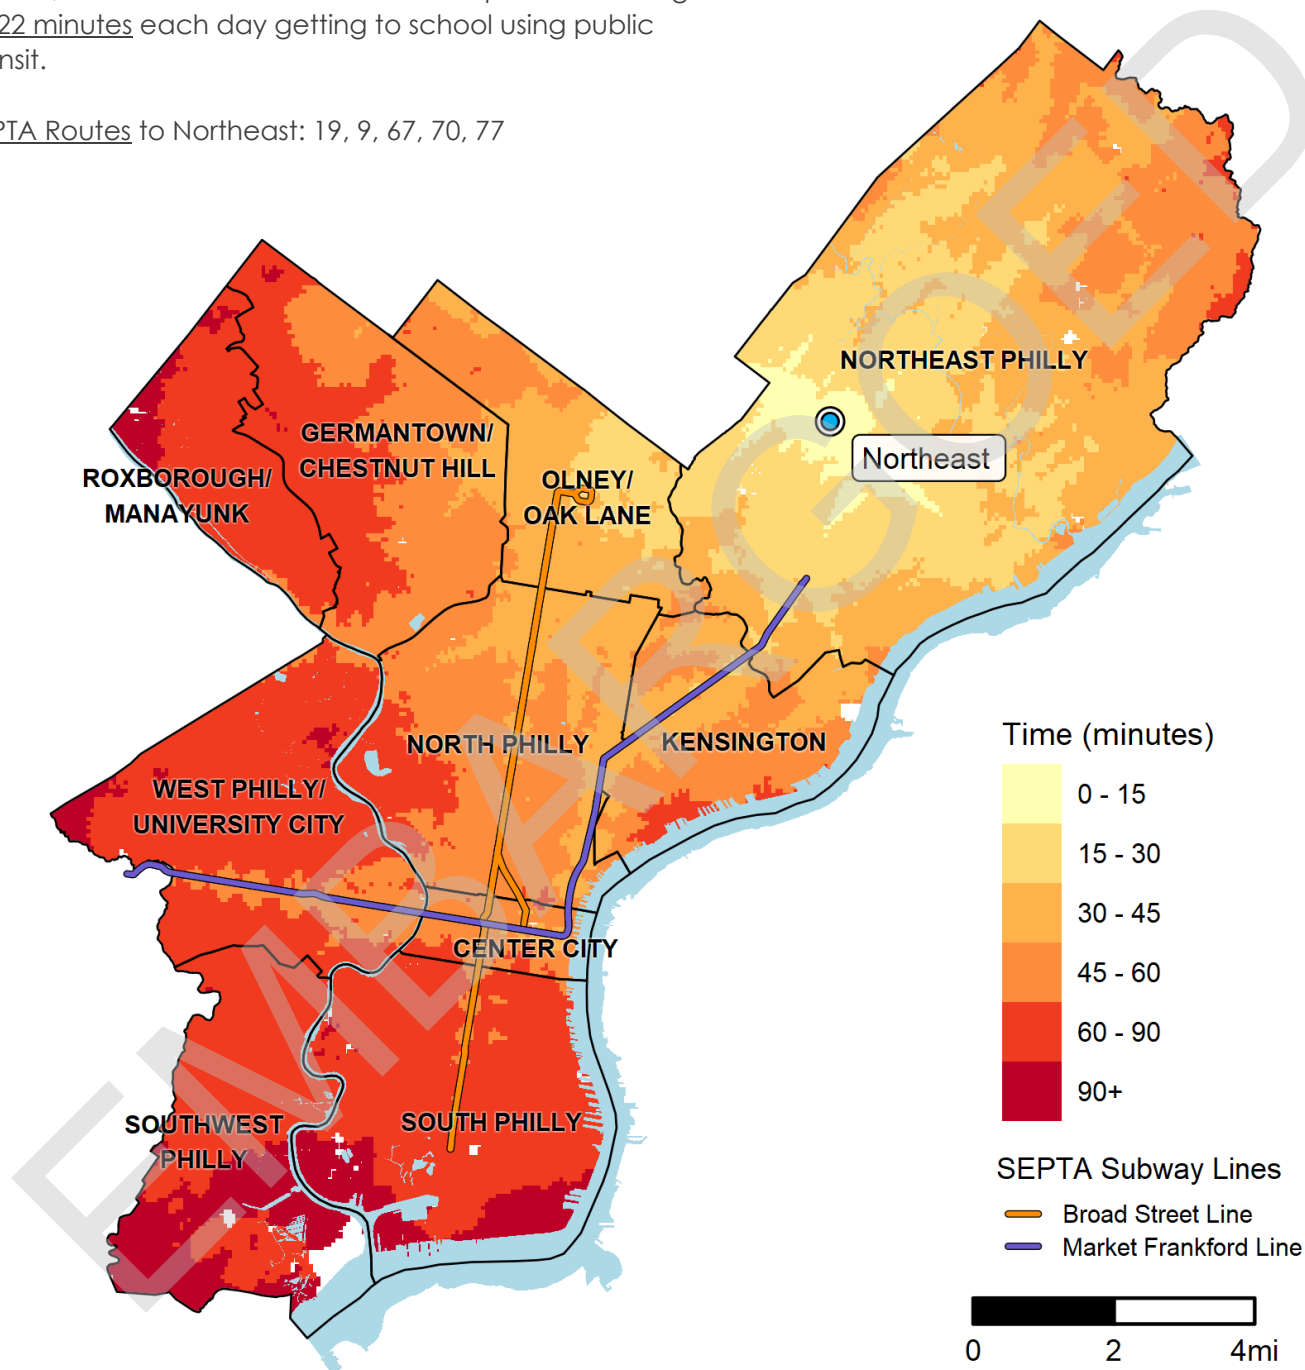 22 minutes each day getting to school using public
nsit.
PTA Routes to Northeast: 19, 9, 67, 70, 77
NORTHEAST PHILLY
Northeast
GERMANTOWN/
CHESTNUT HILL
ROXBOROUGH/
MANAYUNK
OLNEY/
OAK LANE
NORTH PHILLY
KENSINGTON
WEST PHILLY/
UNIVERSITY CITY
CENTER CITY
SOUTHWEST
PHILLY
SOUTH PHILLY
EMBARGOED
Time (minutes)
0 - 15
15 - 30
30 - 45
45 - 60
60 - 90
90+
SEPTA Subway Lines
Broad Street Line
Market Frankford Line
0 2 4mi